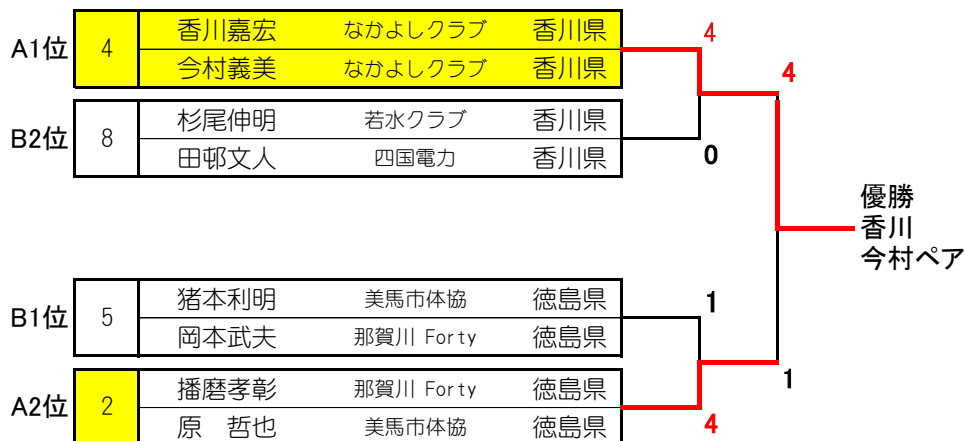 A1位 4 香川嘉宏 なかよしクラブ 香川県 4
今村義美 なかよしクラブ 香川県 4
B2位 8 杉尾伸明 若水クラブ 香川県
田邨文人 四国電力 香川県 0
優勝
香川
今村ペア
B1位 5 猪本利明 美馬市体協 徳島県 1
岡本武夫 那賀川 Forty 徳島県
A2位 2 播磨孝彰 那賀川 Forty 徳島県 1
原 哲也 美馬市体協 徳島県 4